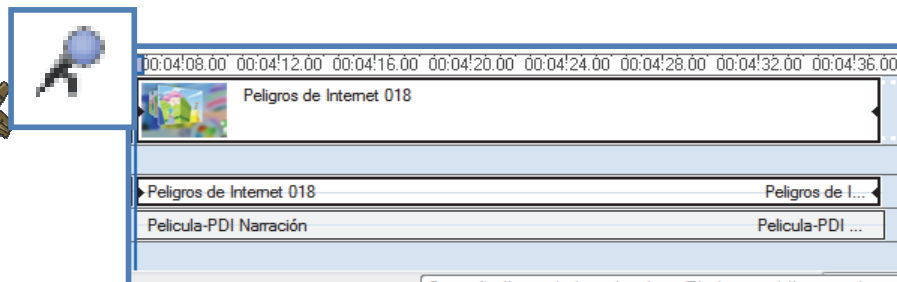 00:04:08.00 00:04:12.00 00:04:16.00 00:04:20.00 00:04:24.00 00:04:28.00 00:04:32.00 00:04:36.00
Peligros de Internet 018
Peligros de Internet 018 Peligros de I...
Pelicula-PDI Narración Pelicula-PDI ...